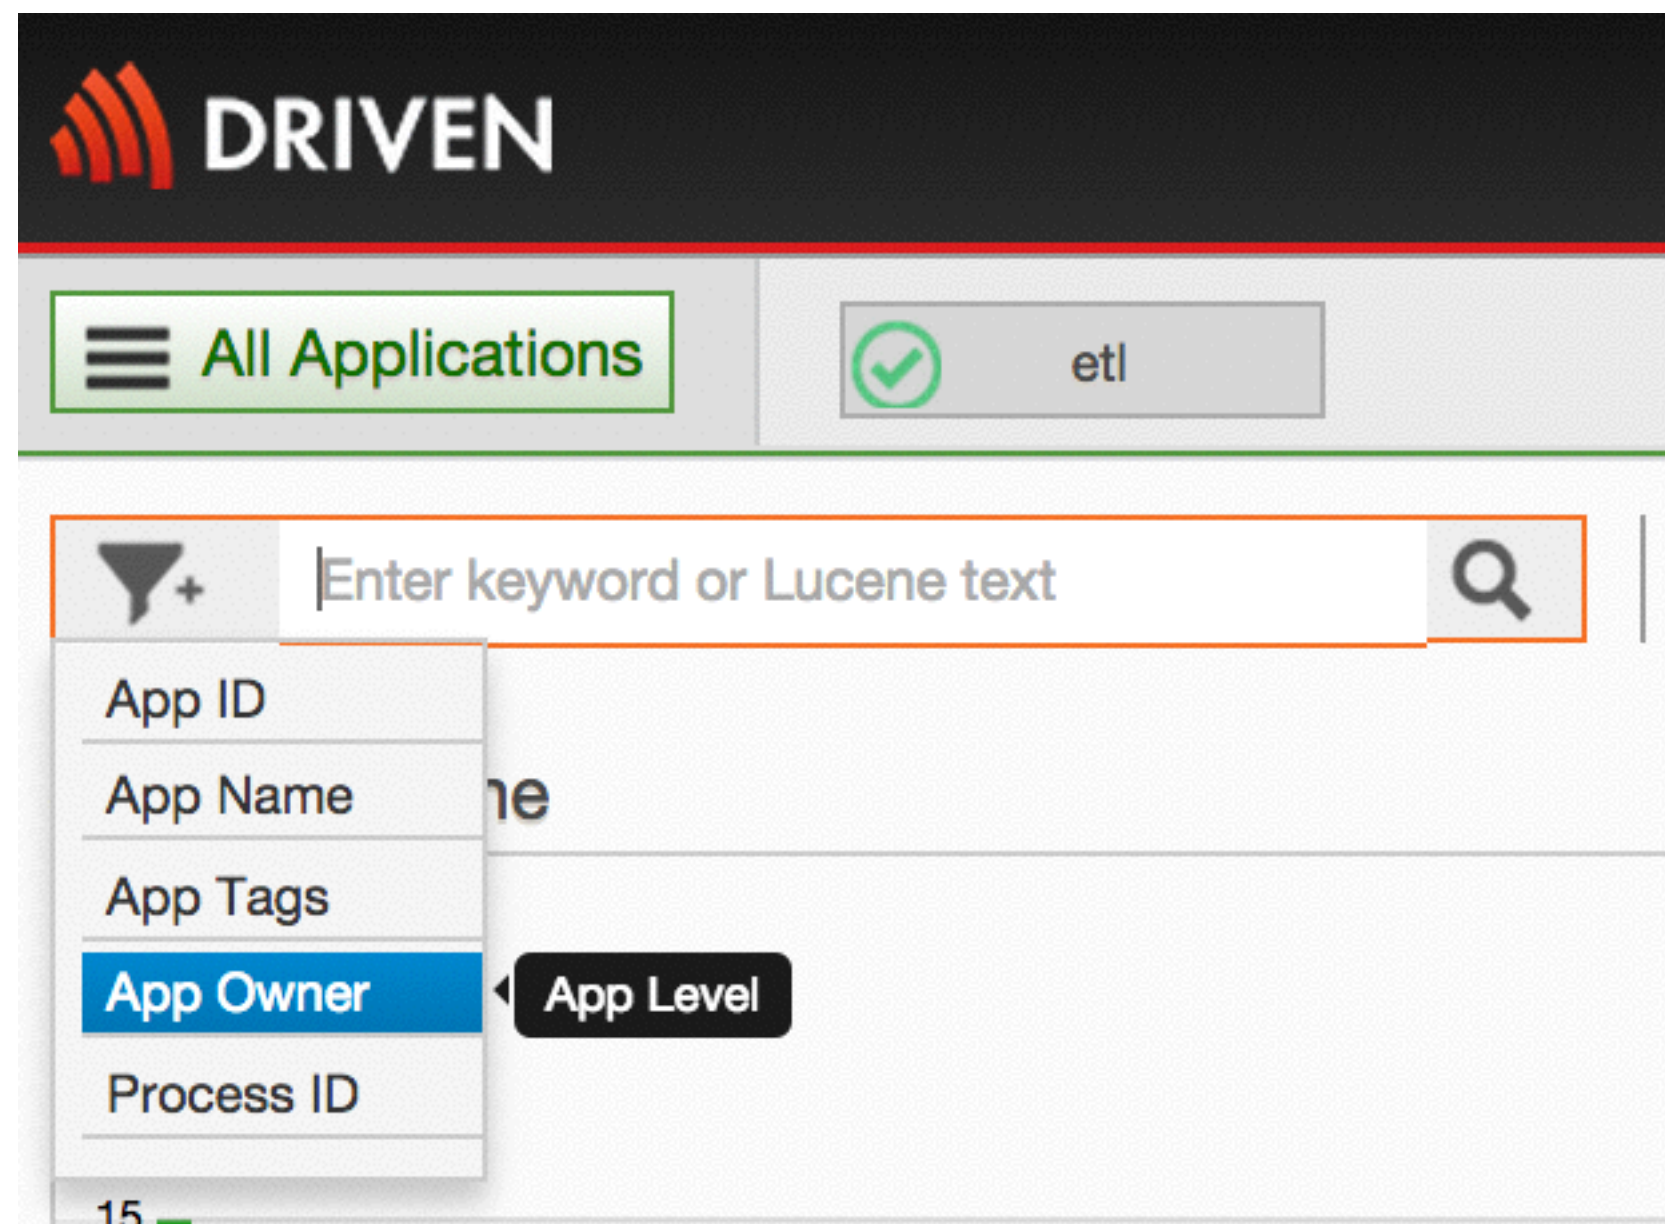 DRIVEN
All Applications
etl
Enter keyword or Lucene text
App ID
App Name
App Tags
App Owner
App Level
Process ID
15